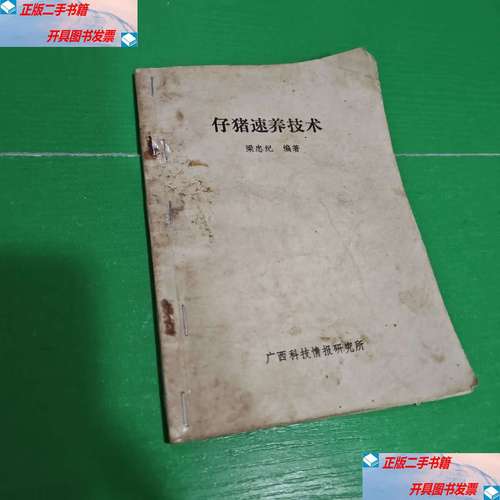 正版二手书籍
开具图书发票
仔猪速养技术
梁忠纪 编著
广西科技情报研究所
正版二手书籍
开具图书发票